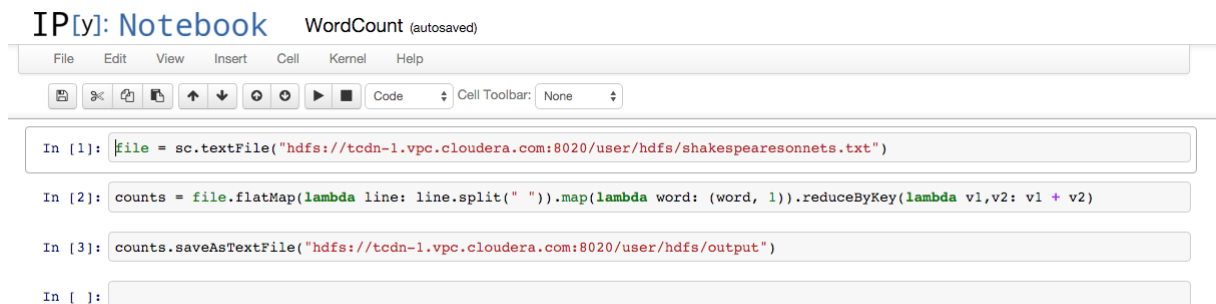 IP[y]: Notebook WordCount (autosaved)
File Edit View Insert Cell Kernel Help
Code Cell Toolbar: None
In [1]: file = sc.textFile("hdfs://tcdn-1.vpc.cloudera.com:8020/user/hdfs/shakespearesonnets.txt")
In [2]: counts = file.flatMap(lambda line: line.split(" ")).map(lambda word: (word, 1)).reduceByKey(lambda v1,v2: v1 + v2)
In [3]: counts.saveAsTextFile("hdfs://tcdn-1.vpc.cloudera.com:8020/user/hdfs/output")
In [ ]: